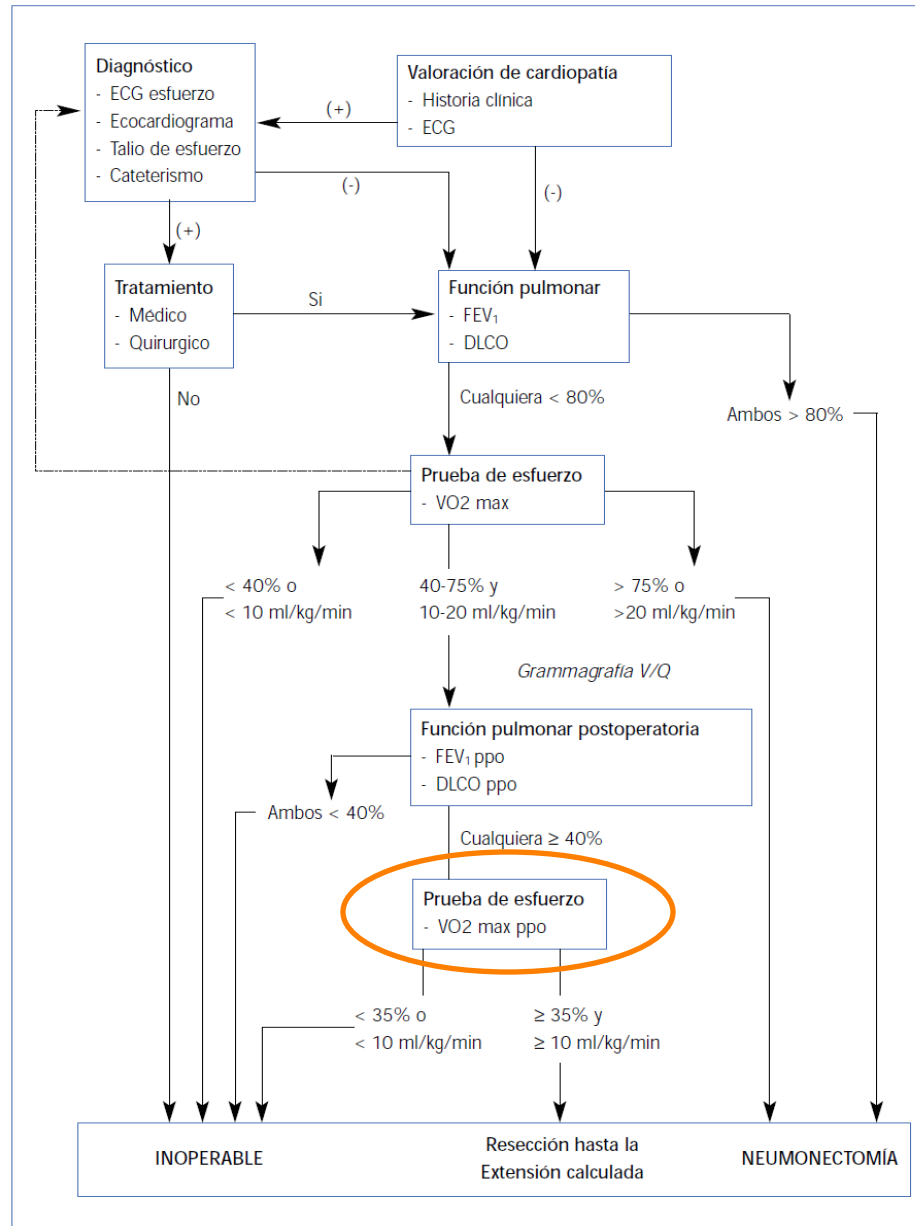 Diagnóstico
- ECG esfuerzo
- Ecocardiograma
- Talio de esfuerzo
- Cateterismo
(+)
Valoración de cardiopatía
- Historia clínica
- ECG
(-)
(-)
(+)
Tratamiento
- Médico
- Quirurgico
Si
Función pulmonar
- FEV₁
- DLCO
No
Cualquiera < 80%
Ambos > 80%
Prueba de esfuerzo
- VO2 max
< 40% o
< 10 ml/kg/min
40-75% y
10-20 ml/kg/min
> 75% o
>20 ml/kg/min
Grammagrafía V/Q
Función pulmonar postoperatoria
- FEV₁ ppo
- DLCO ppo
Ambos < 40%
Cualquiera ≥ 40%
Prueba de esfuerzo
- VO2 max ppo
< 35% o
< 10 ml/kg/min
≥ 35% y
≥ 10 ml/kg/min
INOPERABLE
Resección hasta la
Extensión calculada
NEUMONECTOMÍA